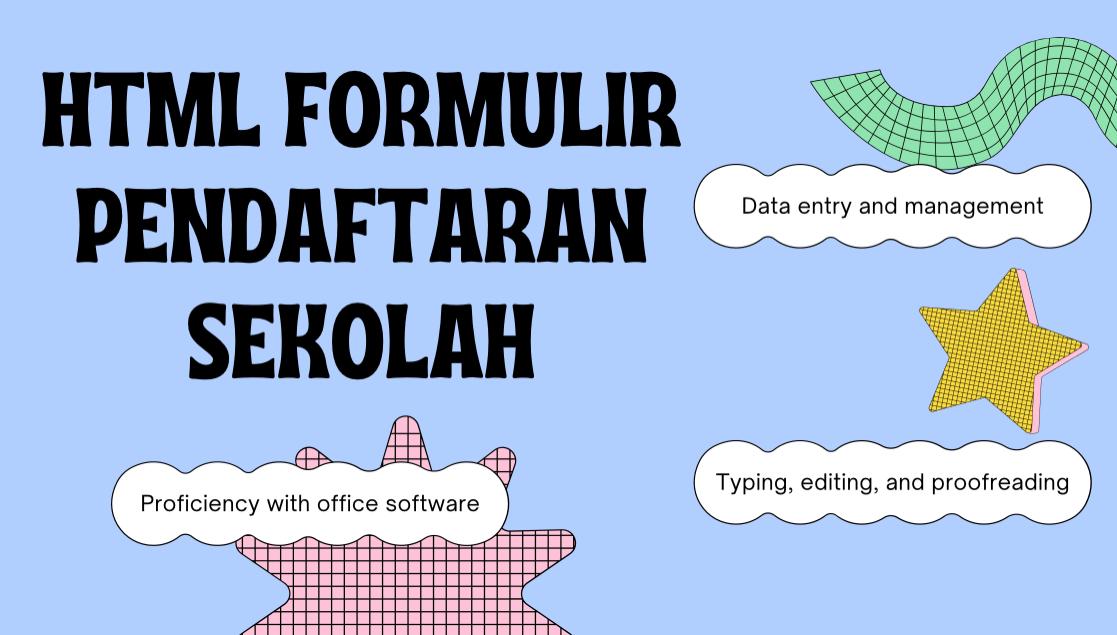 HTML FORMULIR
PENDAFTARAN
SEKOLAH
Data entry and management
Typing, editing, and proofreading
Proficiency with office software